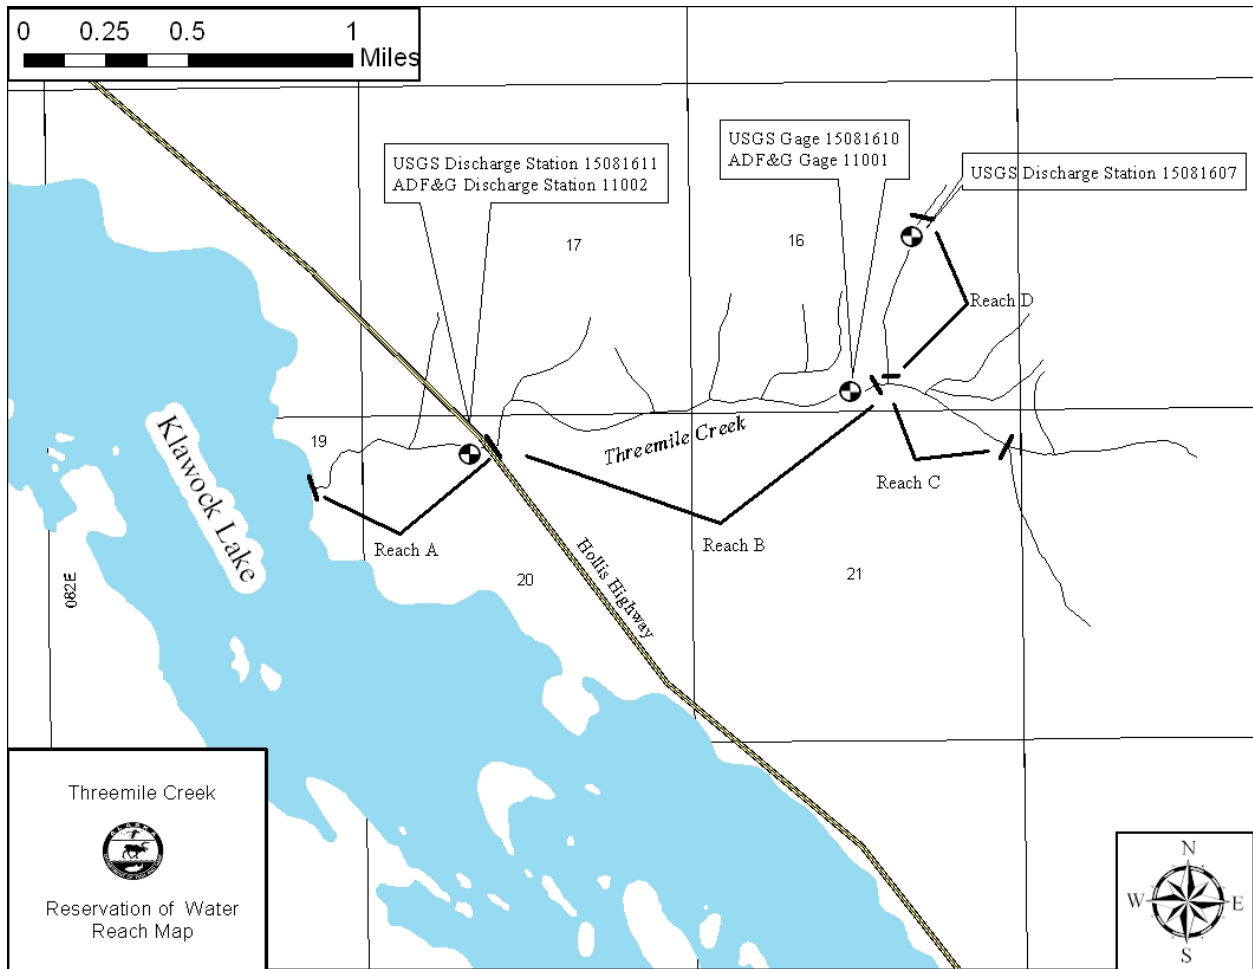 0 0.25 0.5 1
Miles
USGS Discharge Station 15081611
ADF&G Discharge Station 11002
USGS Gage 15081610
ADF&G Gage 11001
USGS Discharge Station 15081607
17
16
Reach D
19
Threemile Creek
Klawock Lake
Reach C
Reach A
Reach B
Hollis Highway
20
21
082E
Threemile Creek
ALASKA
Reservation of Water
Reach Map
N
W E
S